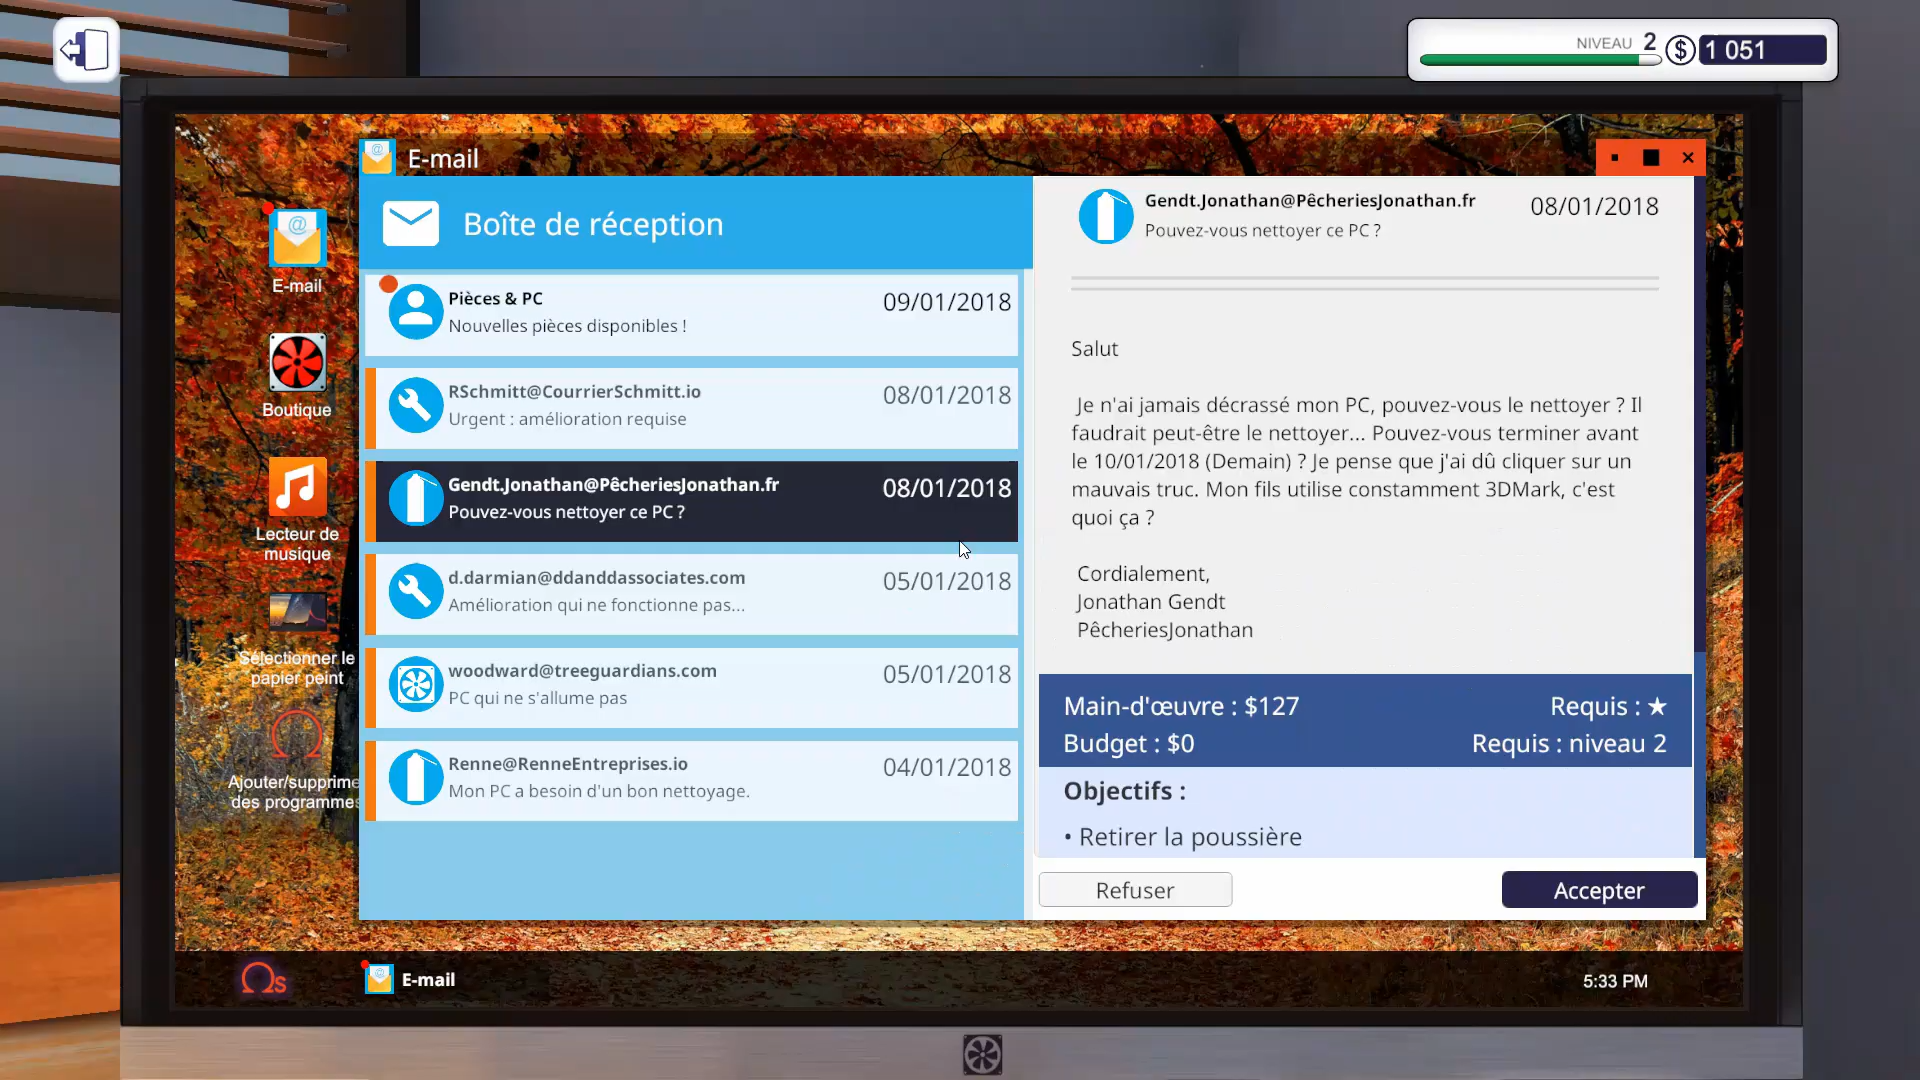 NIVEAU 2
$ 1 051
E-mail
Boîte de réception
E-mail
Boutique
Lecteur de
musique
Sélectionner le
papier peint
Ajouter/supprime
des programmes
Pièces & PC
09/01/2018
Nouvelles pièces disponibles !
RSchmitt@CourrierSchmitt.io
08/01/2018
Urgent : amélioration requise
Gendt.Jonathan@PêcheriesJonathan.fr
08/01/2018
Pouvez-vous nettoyer ce PC ?
d.darmian@ddanddassociates.com
05/01/2018
Amélioration qui ne fonctionne pas...
woodward@treeguardians.com
05/01/2018
PC qui ne s'allume pas
Renne@RenneEntreprises.io
04/01/2018
Mon PC a besoin d'un bon nettoyage.
Gendt.Jonathan@PêcheriesJonathan.fr
08/01/2018
Pouvez-vous nettoyer ce PC ?
Salut
Je n'ai jamais décrassé mon PC, pouvez-vous le nettoyer ? Il
faudrait peut-être le nettoyer... Pouvez-vous terminer avant
le 10/01/2018 (Demain) ? Je pense que j'ai dû cliquer sur un
mauvais truc. Mon fils utilise constamment 3DMark, c'est
quoi ça ?
Cordialement,
Jonathan Gendt
PêcheriesJonathan
Main-d'œuvre : $127
Requis : ★
Budget : $0
Requis : niveau 2
Objectifs :
• Retirer la poussière
Refuser
Accepter
Ωs
E-mail
5:33 PM